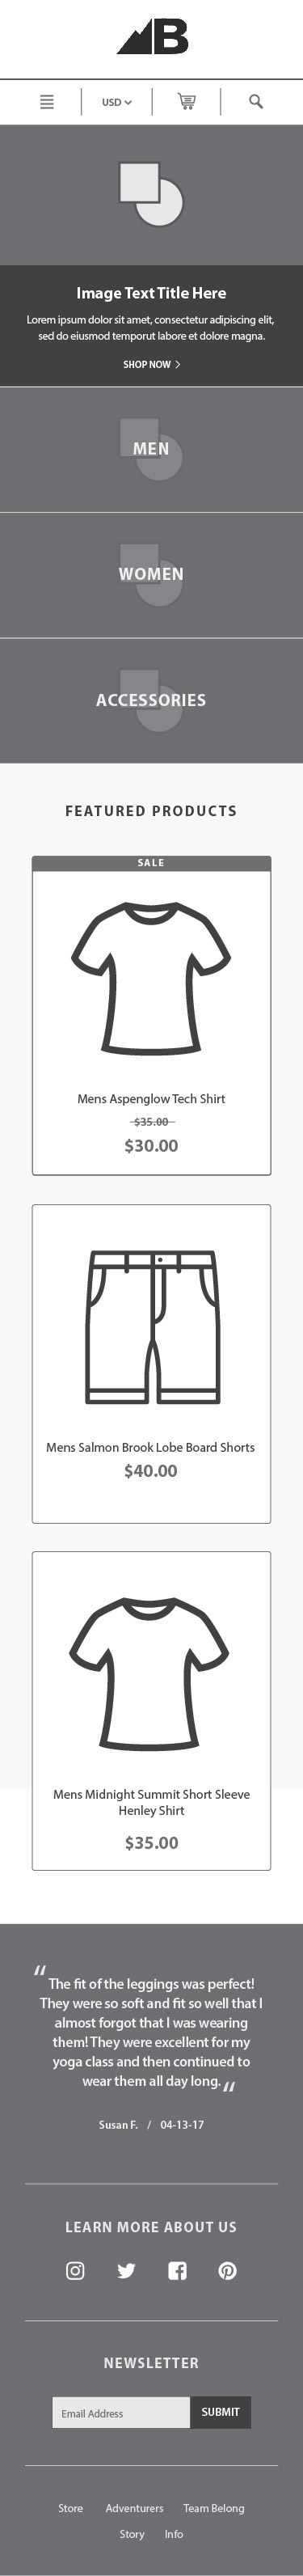 B
USD
Image Text Title Here
Lorem ipsum dolor sit amet, consectetur adipiscing elit,
sed do eiusmod temporut labore et dolore magna.
SHOP NOW
MEN
WOMEN
ACCESSORIES
FEATURED PRODUCTS
SALE
Mens Aspenglow Tech Shirt
$35.00
$30.00
Mens Salmon Brook Lobe Board Shorts
$40.00
Mens Midnight Summit Short Sleeve
Henley Shirt
$35.00
“The fit of the leggings was perfect!
They were so soft and fit so well that I
almost forgot that I was wearing
them! They were excellent for my
yoga class and then continued to
wear them all day long.“
Susan F. / 04-13-17
LEARN MORE ABOUT US
NEWSLETTER
Email Address SUBMIT
Store Adventurers Team Belong
Story Info